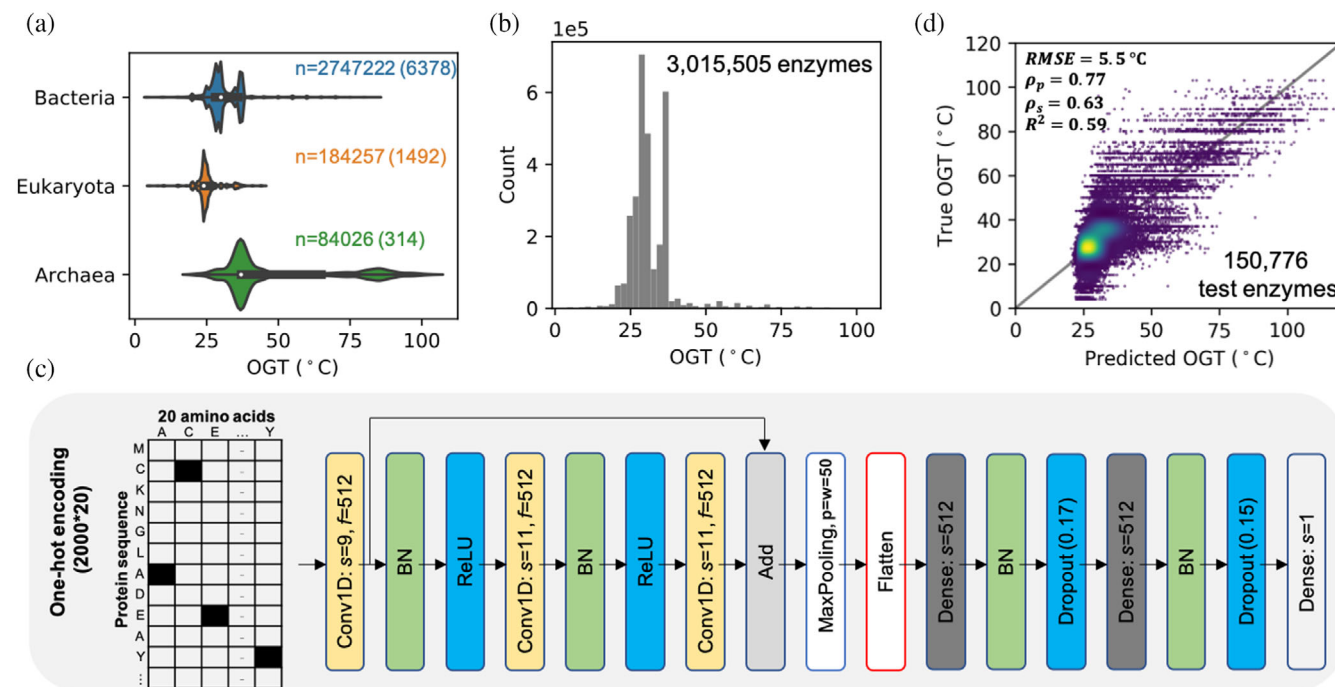 (a)
n=2747222 (6378)
Bacteria
n=184257 (1492)
Eukaryota
n=84026 (314)
Archaea
0 25 50 75 100
OGT (°C)
(b)
1e5
3,015,505 enzymes
Count
6
4
2
0
0 25 50 75 100
OGT (°C)
(d)
RMSE = 5.5 °C
ρp = 0.77
ρs = 0.63
R² = 0.59
True OGT (°C)
120
100
80
60
40
20
0
150,776
test enzymes
0 25 50 75 100
Predicted OGT (°C)
(c)
One-hot encoding
(2000*20)
20 amino acids
A C E ... Y
Protein sequence
M
C
K
N
G
L
A
D
E
A
Y
⋮
Conv1D: s=9, f=512
BN
ReLU
Conv1D: s=11, f=512
BN
ReLU
Conv1D: s=11, f=512
Add
MaxPooling, p=w=50
Flatten
Dense: s=512
BN
Dropout (0.17)
Dense: s=512
BN
Dropout (0.15)
Dense: s=1